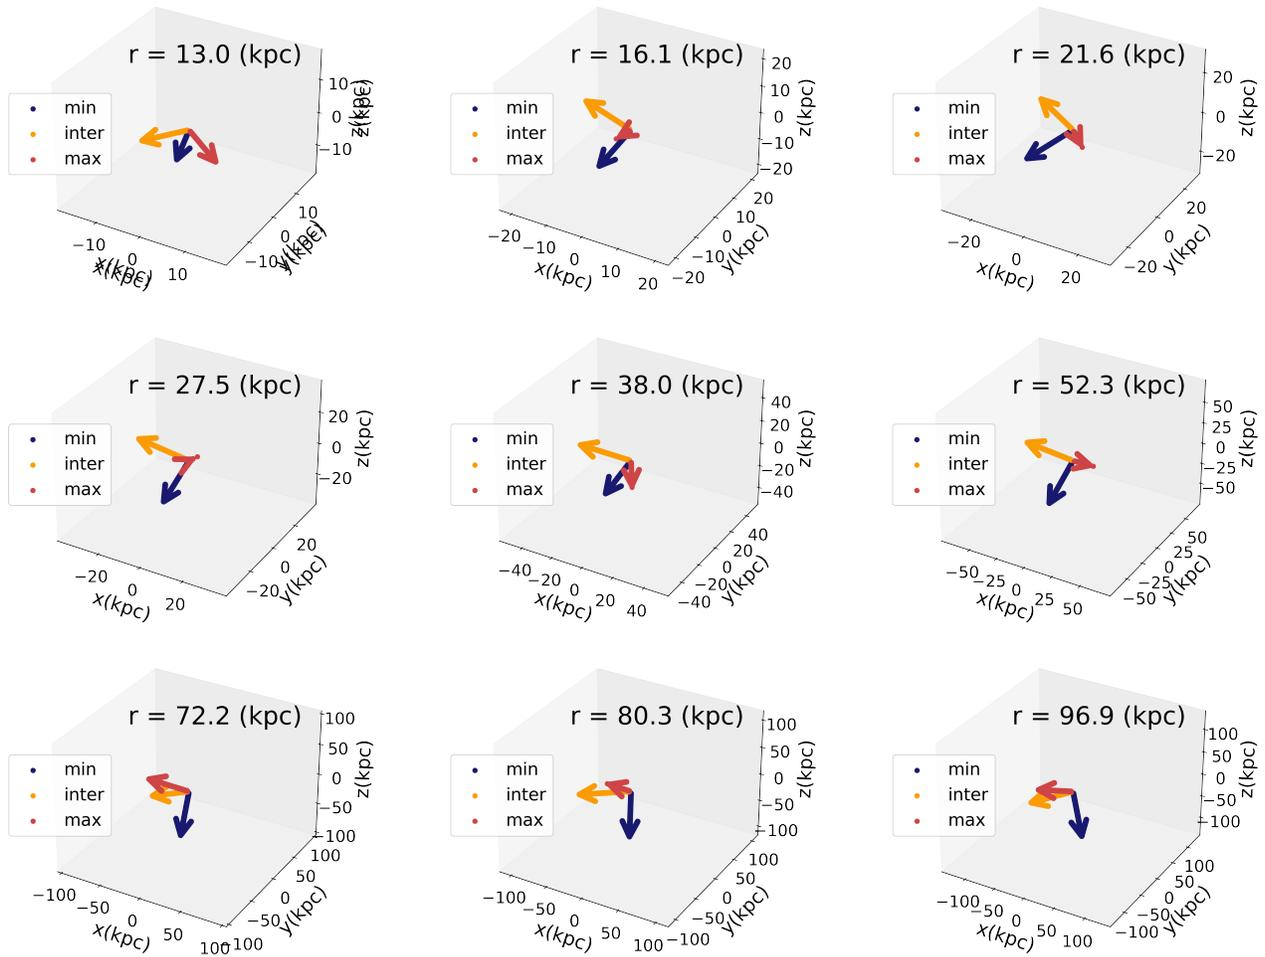 r = 13.0 (kpc)
min
inter
max
10
0
−10
z(kpc)
z(kpc)
−10
0
10
x(kpc)
x(kpc)
−10
0
10
y(kpc)
y(kpc)
r = 16.1 (kpc)
min
inter
max
20
10
0
−10
−20
z(kpc)
−20
−10
0
10
20
x(kpc)
−20
−10
0
10
20
y(kpc)
r = 21.6 (kpc)
min
inter
max
20
0
−20
z(kpc)
−20
0
20
x(kpc)
−20
0
20
y(kpc)
r = 27.5 (kpc)
min
inter
max
20
0
−20
z(kpc)
−20
0
20
x(kpc)
−20
0
20
y(kpc)
r = 38.0 (kpc)
min
inter
max
40
20
0
−20
−40
z(kpc)
−40
−20
0
20
40
x(kpc)
−40
−20
0
20
40
y(kpc)
r = 52.3 (kpc)
min
inter
max
50
25
0
−25
−50
z(kpc)
−50
−25
0
25
50
x(kpc)
−50
−25
0
25
50
y(kpc)
r = 72.2 (kpc)
min
inter
max
100
50
0
−50
−100
z(kpc)
−100
−50
0
50
100
x(kpc)
−100
−50
0
50
100
y(kpc)
r = 80.3 (kpc)
min
inter
max
100
50
0
−50
−100
z(kpc)
−100
−50
0
50
100
x(kpc)
−100
−50
0
50
100
y(kpc)
r = 96.9 (kpc)
min
inter
max
100
50
0
−50
−100
z(kpc)
−100
−50
0
50
100
x(kpc)
−100
−50
0
50
100
y(kpc)